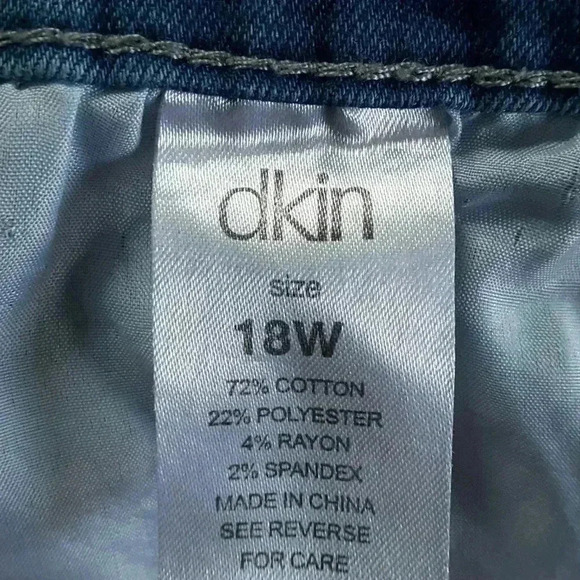 dkin
size
18W
72% COTTON
22% POLYESTER
4% RAYON
2% SPANDEX
MADE IN CHINA
SEE REVERSE
FOR CARE